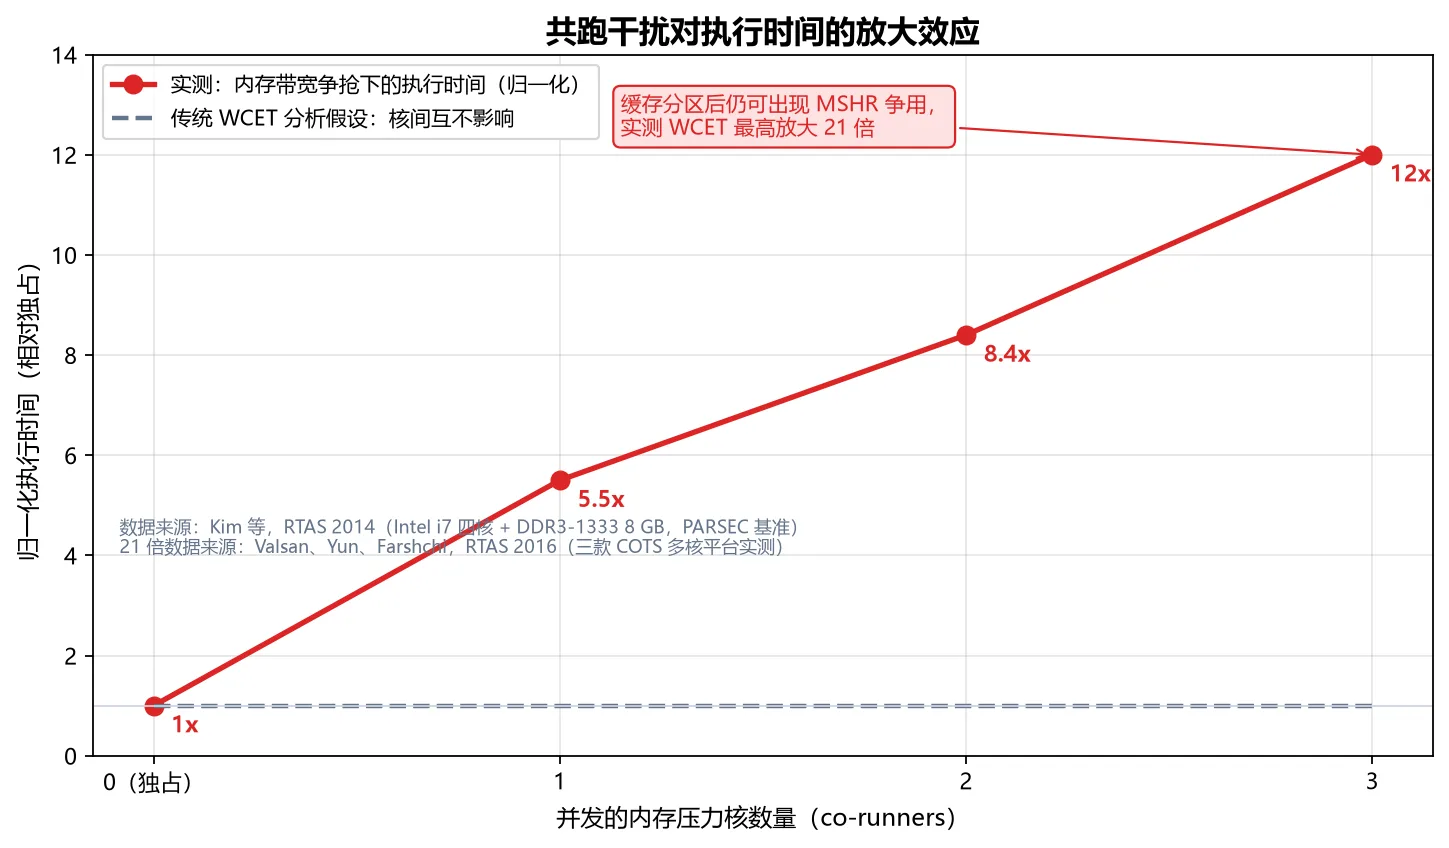 共跑干扰对执行时间的放大效应
实测：内存带宽争抢下的执行时间（归一化）
传统 WCET 分析假设：核间互不影响
缓存分区后仍可出现 MSHR 争用，
实测 WCET 最高放大 21 倍
归一化执行时间（相对独占）
14
12
10
8
6
4
2
0
12x
8.4x
5.5x
1x
数据来源：Kim 等，RTAS 2014（Intel i7 四核 + DDR3-1333 8 GB，PARSEC 基准）
21 倍数据来源：Valsan、Yun、Farshchi，RTAS 2016（三款 COTS 多核平台实测）
0（独占）
1
2
3
并发的内存压力核数量（co-runners）